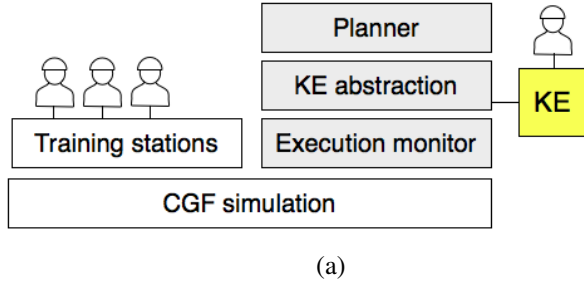 Planner
KE abstraction
KE
Training stations
Execution monitor
CGF simulation
(a)